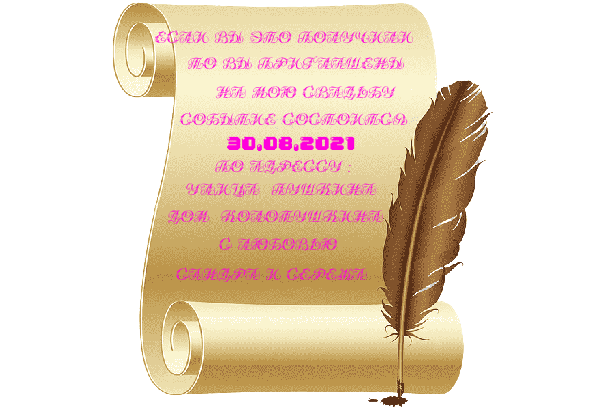 ЕСЛИ ВЫ ЭТО ПОЛУЧИЛИ
ТО ВЫ ПРИГЛАШЕНЫ
НА МОЮ СВАДЬБУ
СОБЫТИЕ СОСТОИТСЯ
30.08.2021
ПО АДРЕССУ :
УЛИЦА ПУШКИНА
ДОМ КОЛОПУШКИНА
С ЛЮБОВЬЮ
САНДРА И СЕРЕЖА